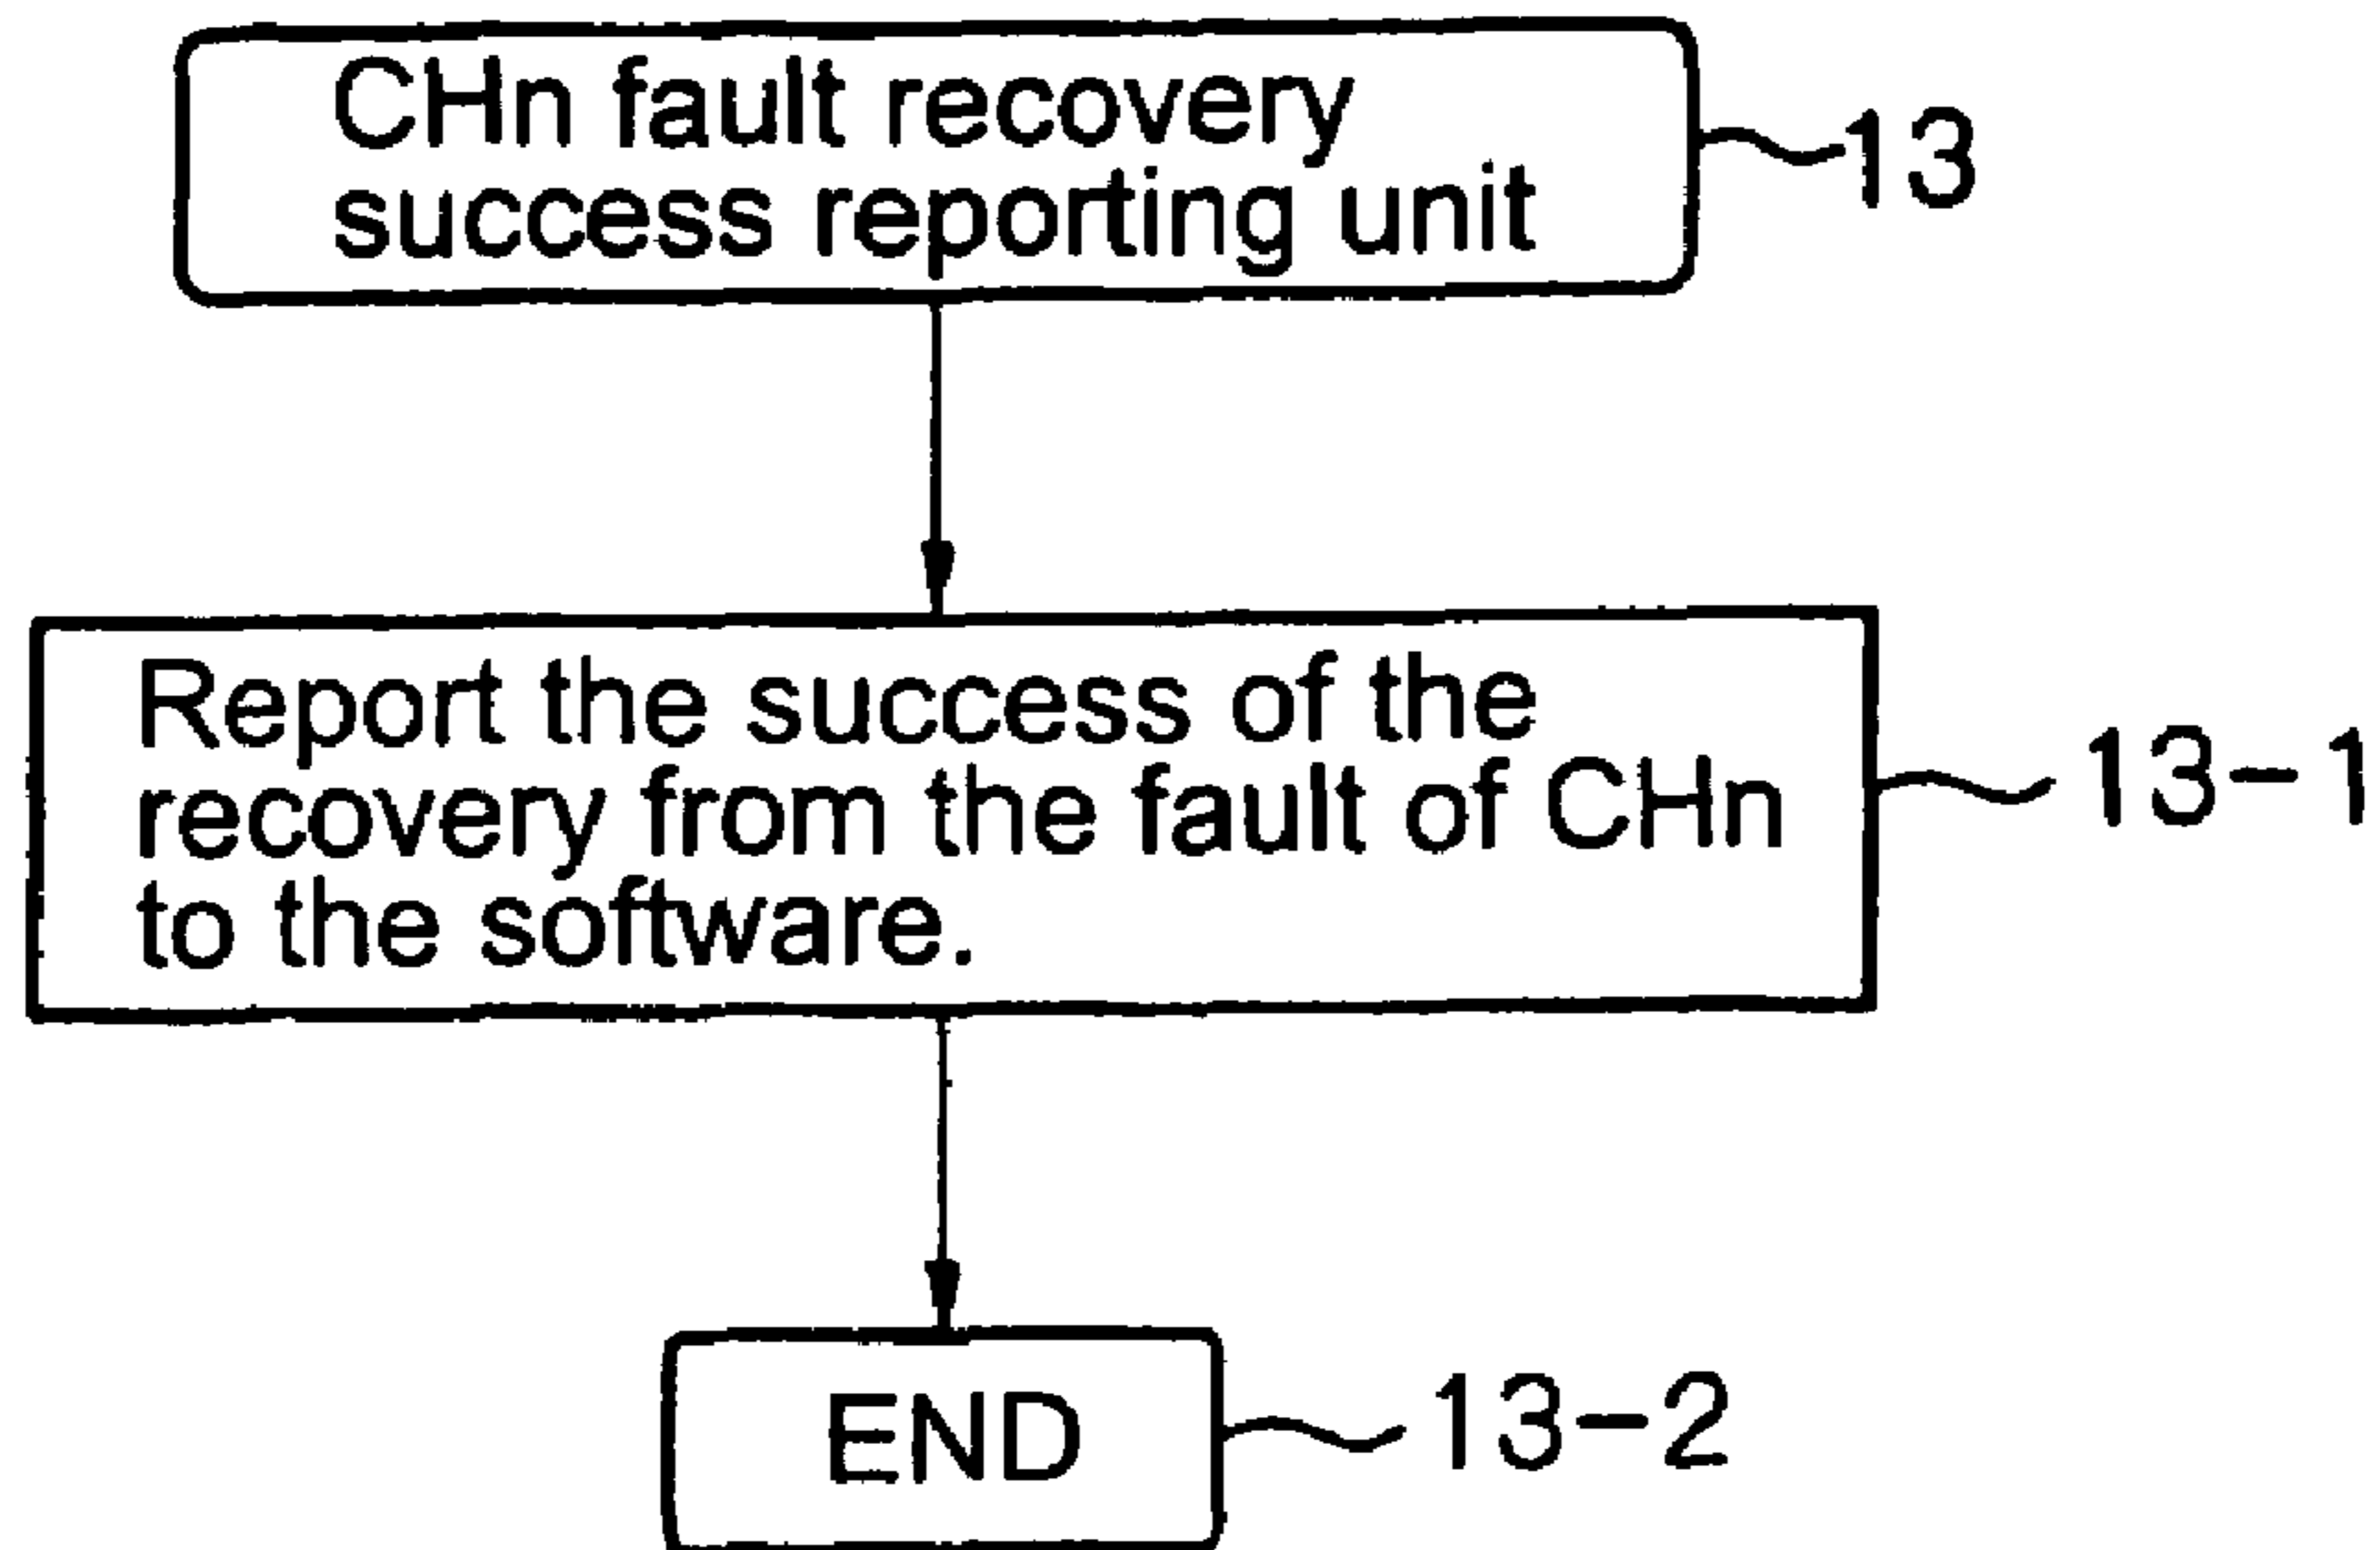 CHn fault recovery
success reporting unit
13
Report the success of the
recovery from the fault of CHn
to the software.
13-1
END
13-2